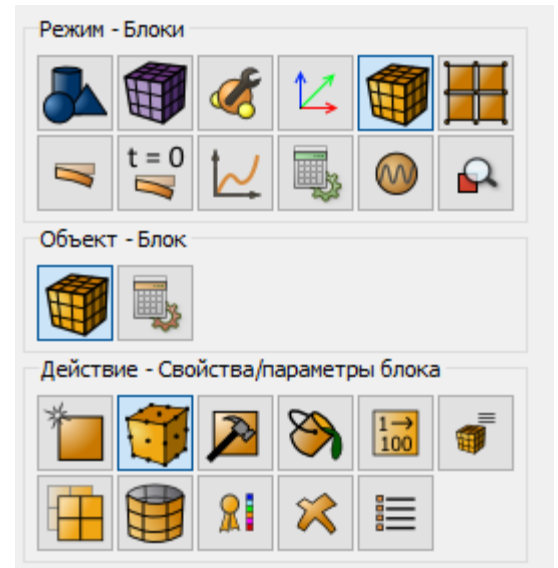 Режим - Блоки
t = 0
Объект - Блок
Действие - Свойства/параметры блока
1→
100